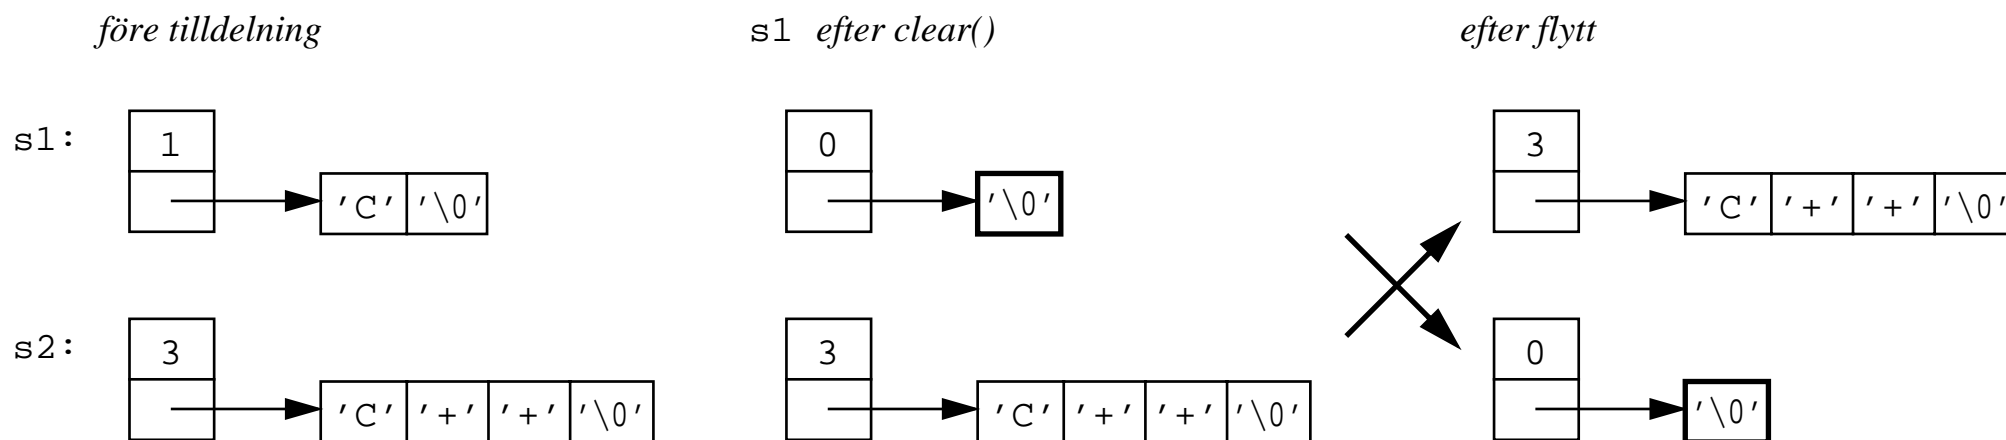 före tilldelning s1 efter clear() efter flytt
s1: 1 0 3
'C' '\0' '\0' 'C' '+' '+' '\0'
s2: 3 3 0
'C' '+' '+' '\0' 'C' '+' '+' '\0' '\0'